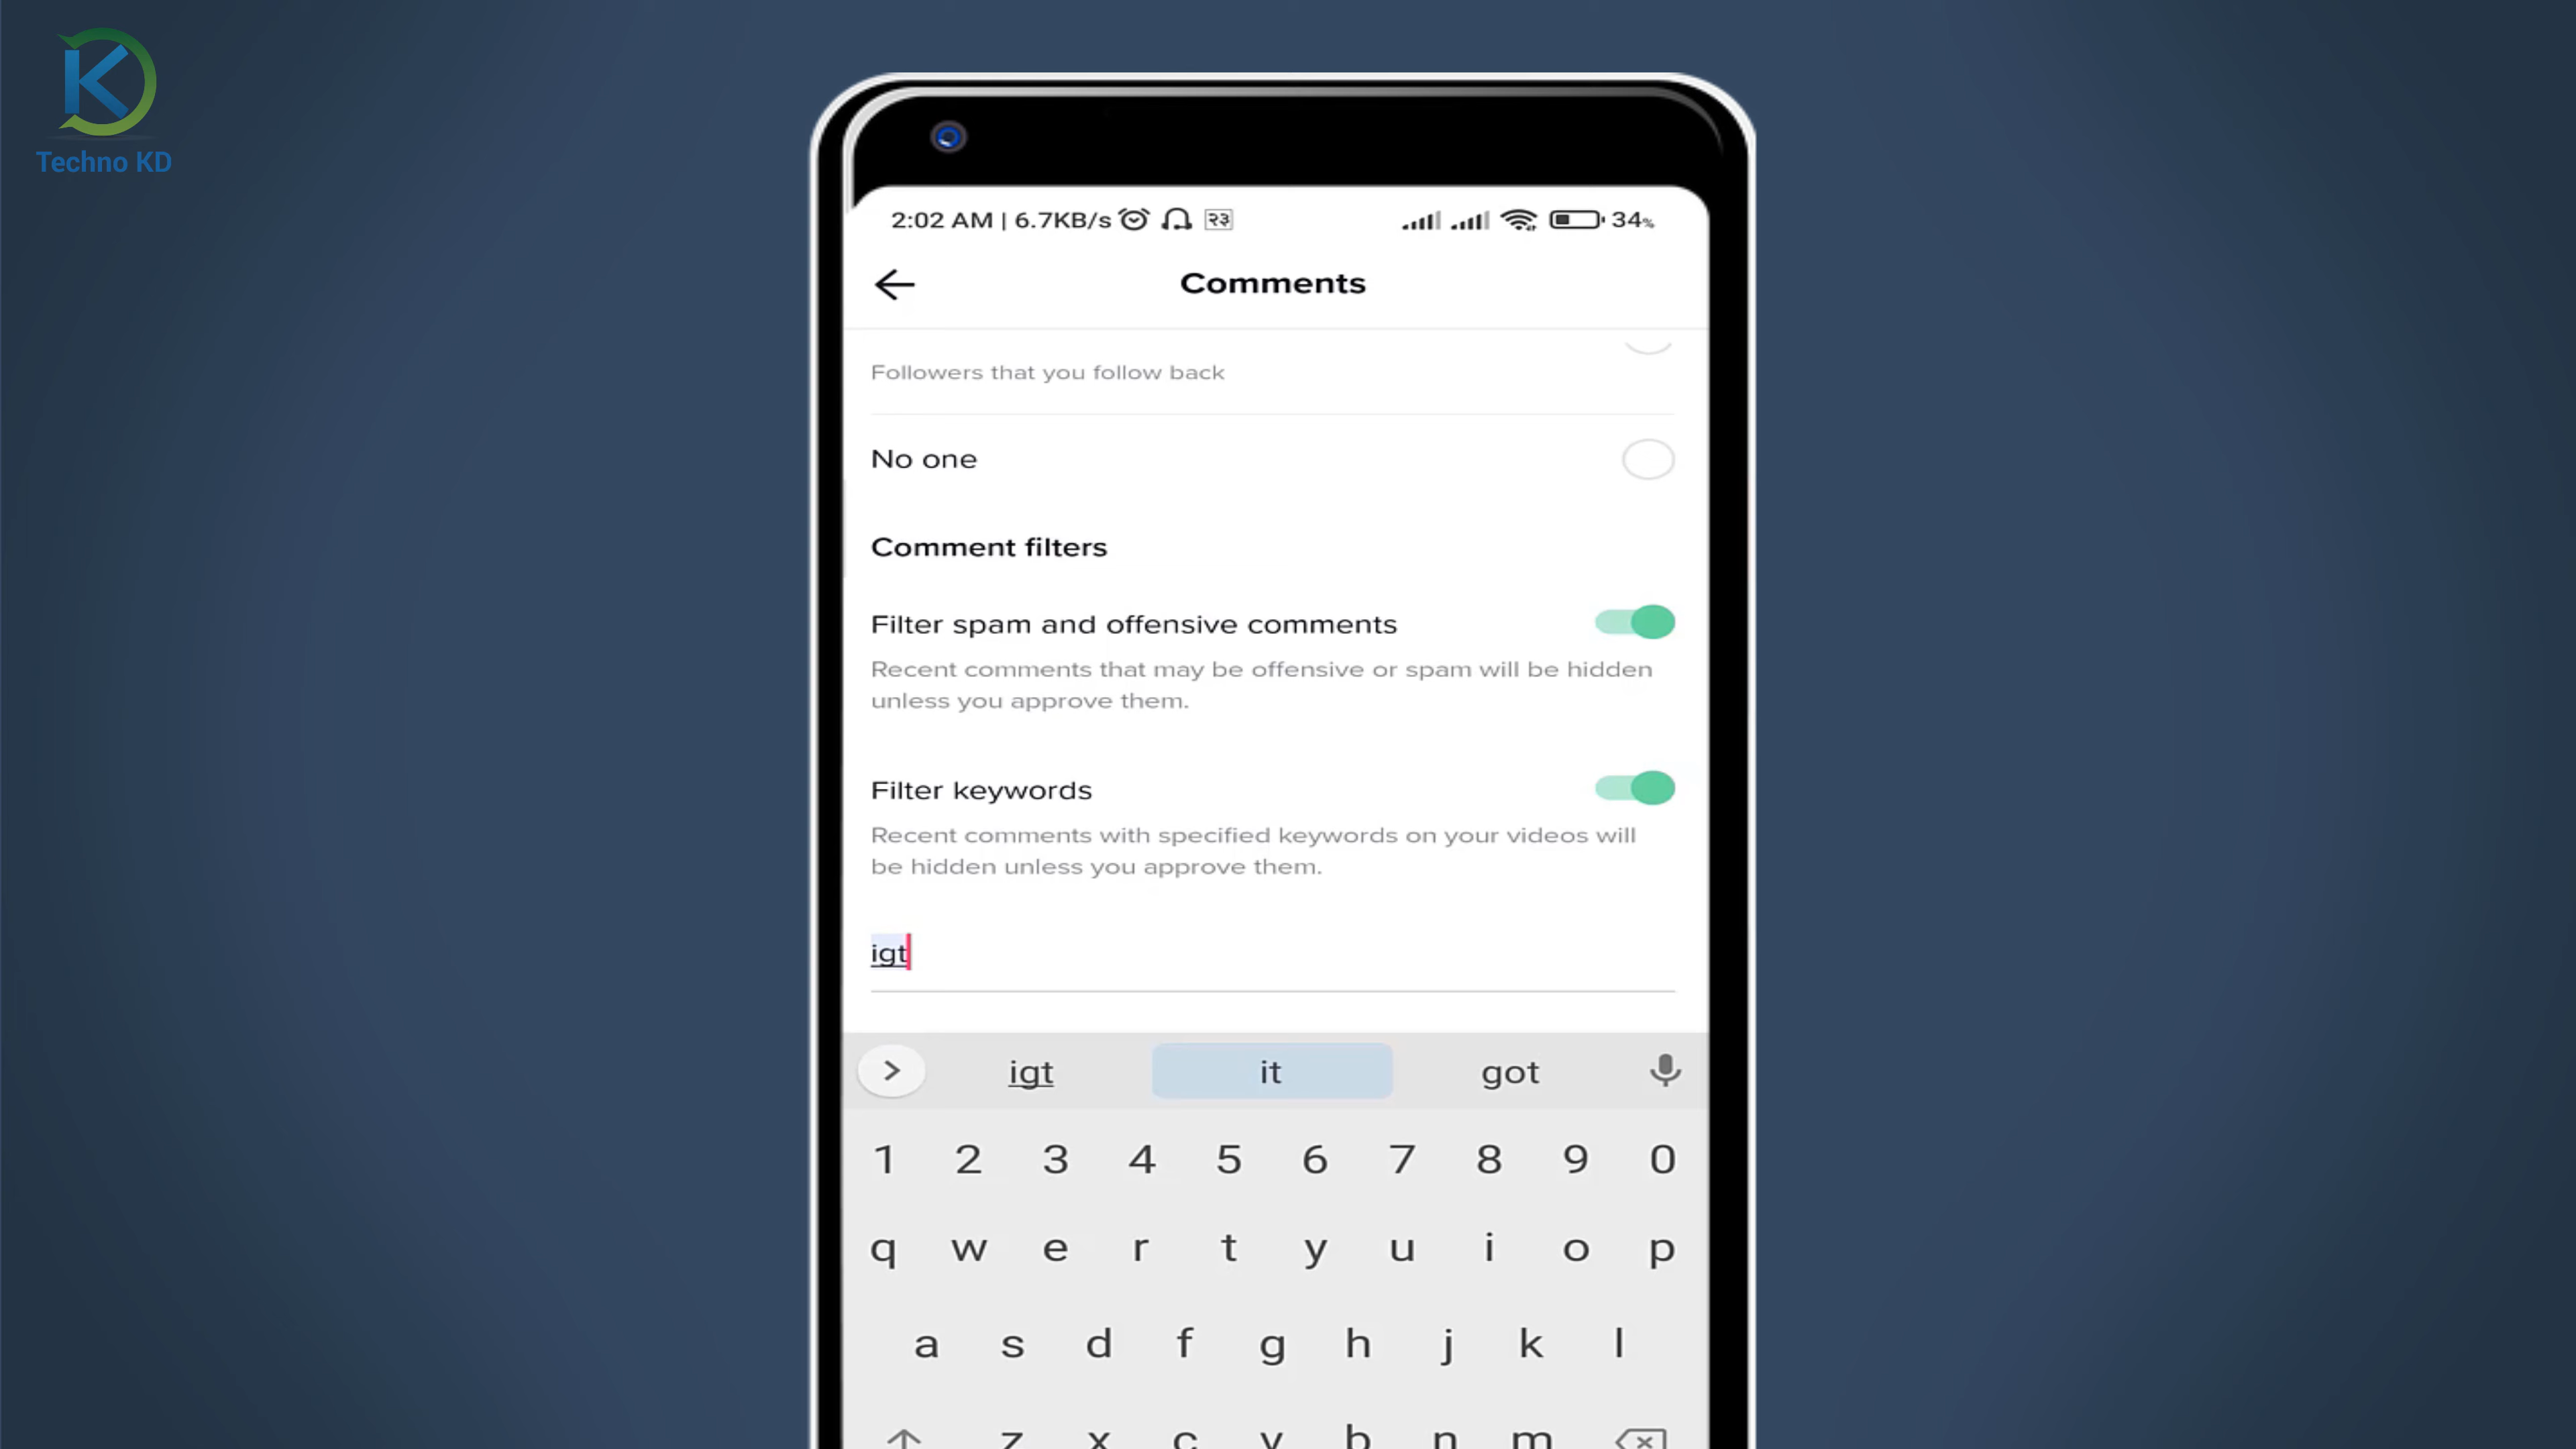 Techno KD
2:02 AM | 6.7KB/s २३ 34%
Comments
Followers that you follow back
No one
Comment filters
Filter spam and offensive comments
Recent comments that may be offensive or spam will be hidden
unless you approve them.
Filter keywords
Recent comments with specified keywords on your videos will
be hidden unless you approve them.
igt
igt it got
1 2 3 4 5 6 7 8 9 0
q w e r t y u i o p
a s d f g h j k l
z x c v b n m